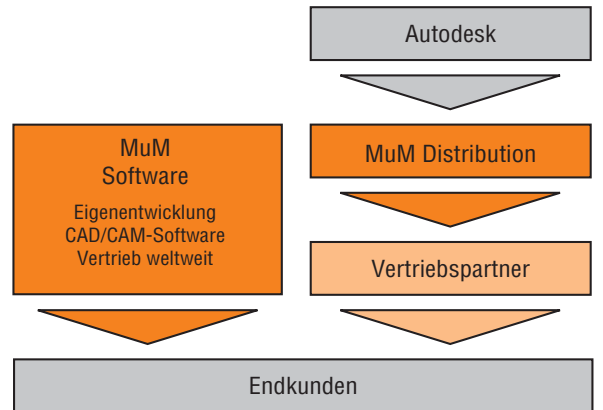 Autodesk
MuM
Software
Eigenentwicklung
CAD/CAM-Software
Vertrieb weltweit
MuM Distribution
Vertriebspartner
Endkunden